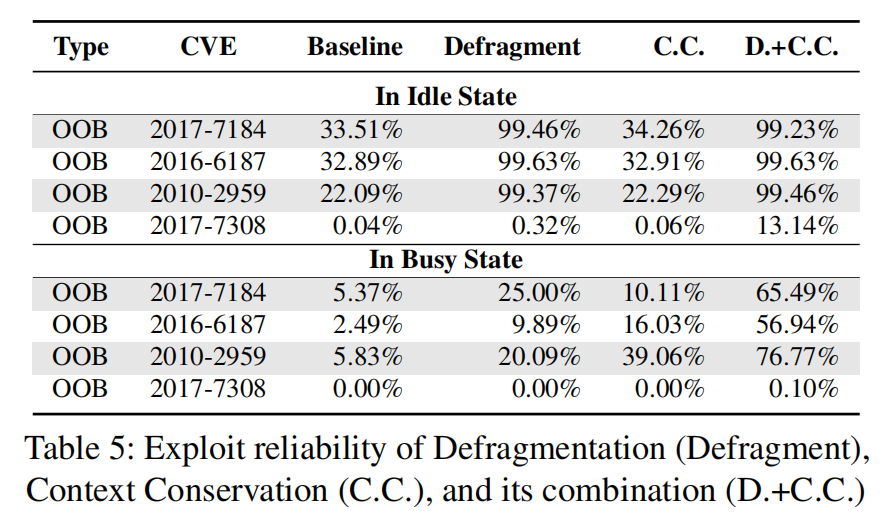 Type CVE Baseline Defragment C.C. D.+C.C.
In Idle State
OOB 2017-7184 33.51% 99.46% 34.26% 99.23%
OOB 2016-6187 32.89% 99.63% 32.91% 99.63%
OOB 2010-2959 22.09% 99.37% 22.29% 99.46%
OOB 2017-7308 0.04% 0.32% 0.06% 13.14%
In Busy State
OOB 2017-7184 5.37% 25.00% 10.11% 65.49%
OOB 2016-6187 2.49% 9.89% 16.03% 56.94%
OOB 2010-2959 5.83% 20.09% 39.06% 76.77%
OOB 2017-7308 0.00% 0.00% 0.00% 0.10%
Table 5: Exploit reliability of Defragmentation (Defragment),
Context Conservation (C.C.), and its combination (D.+C.C.)